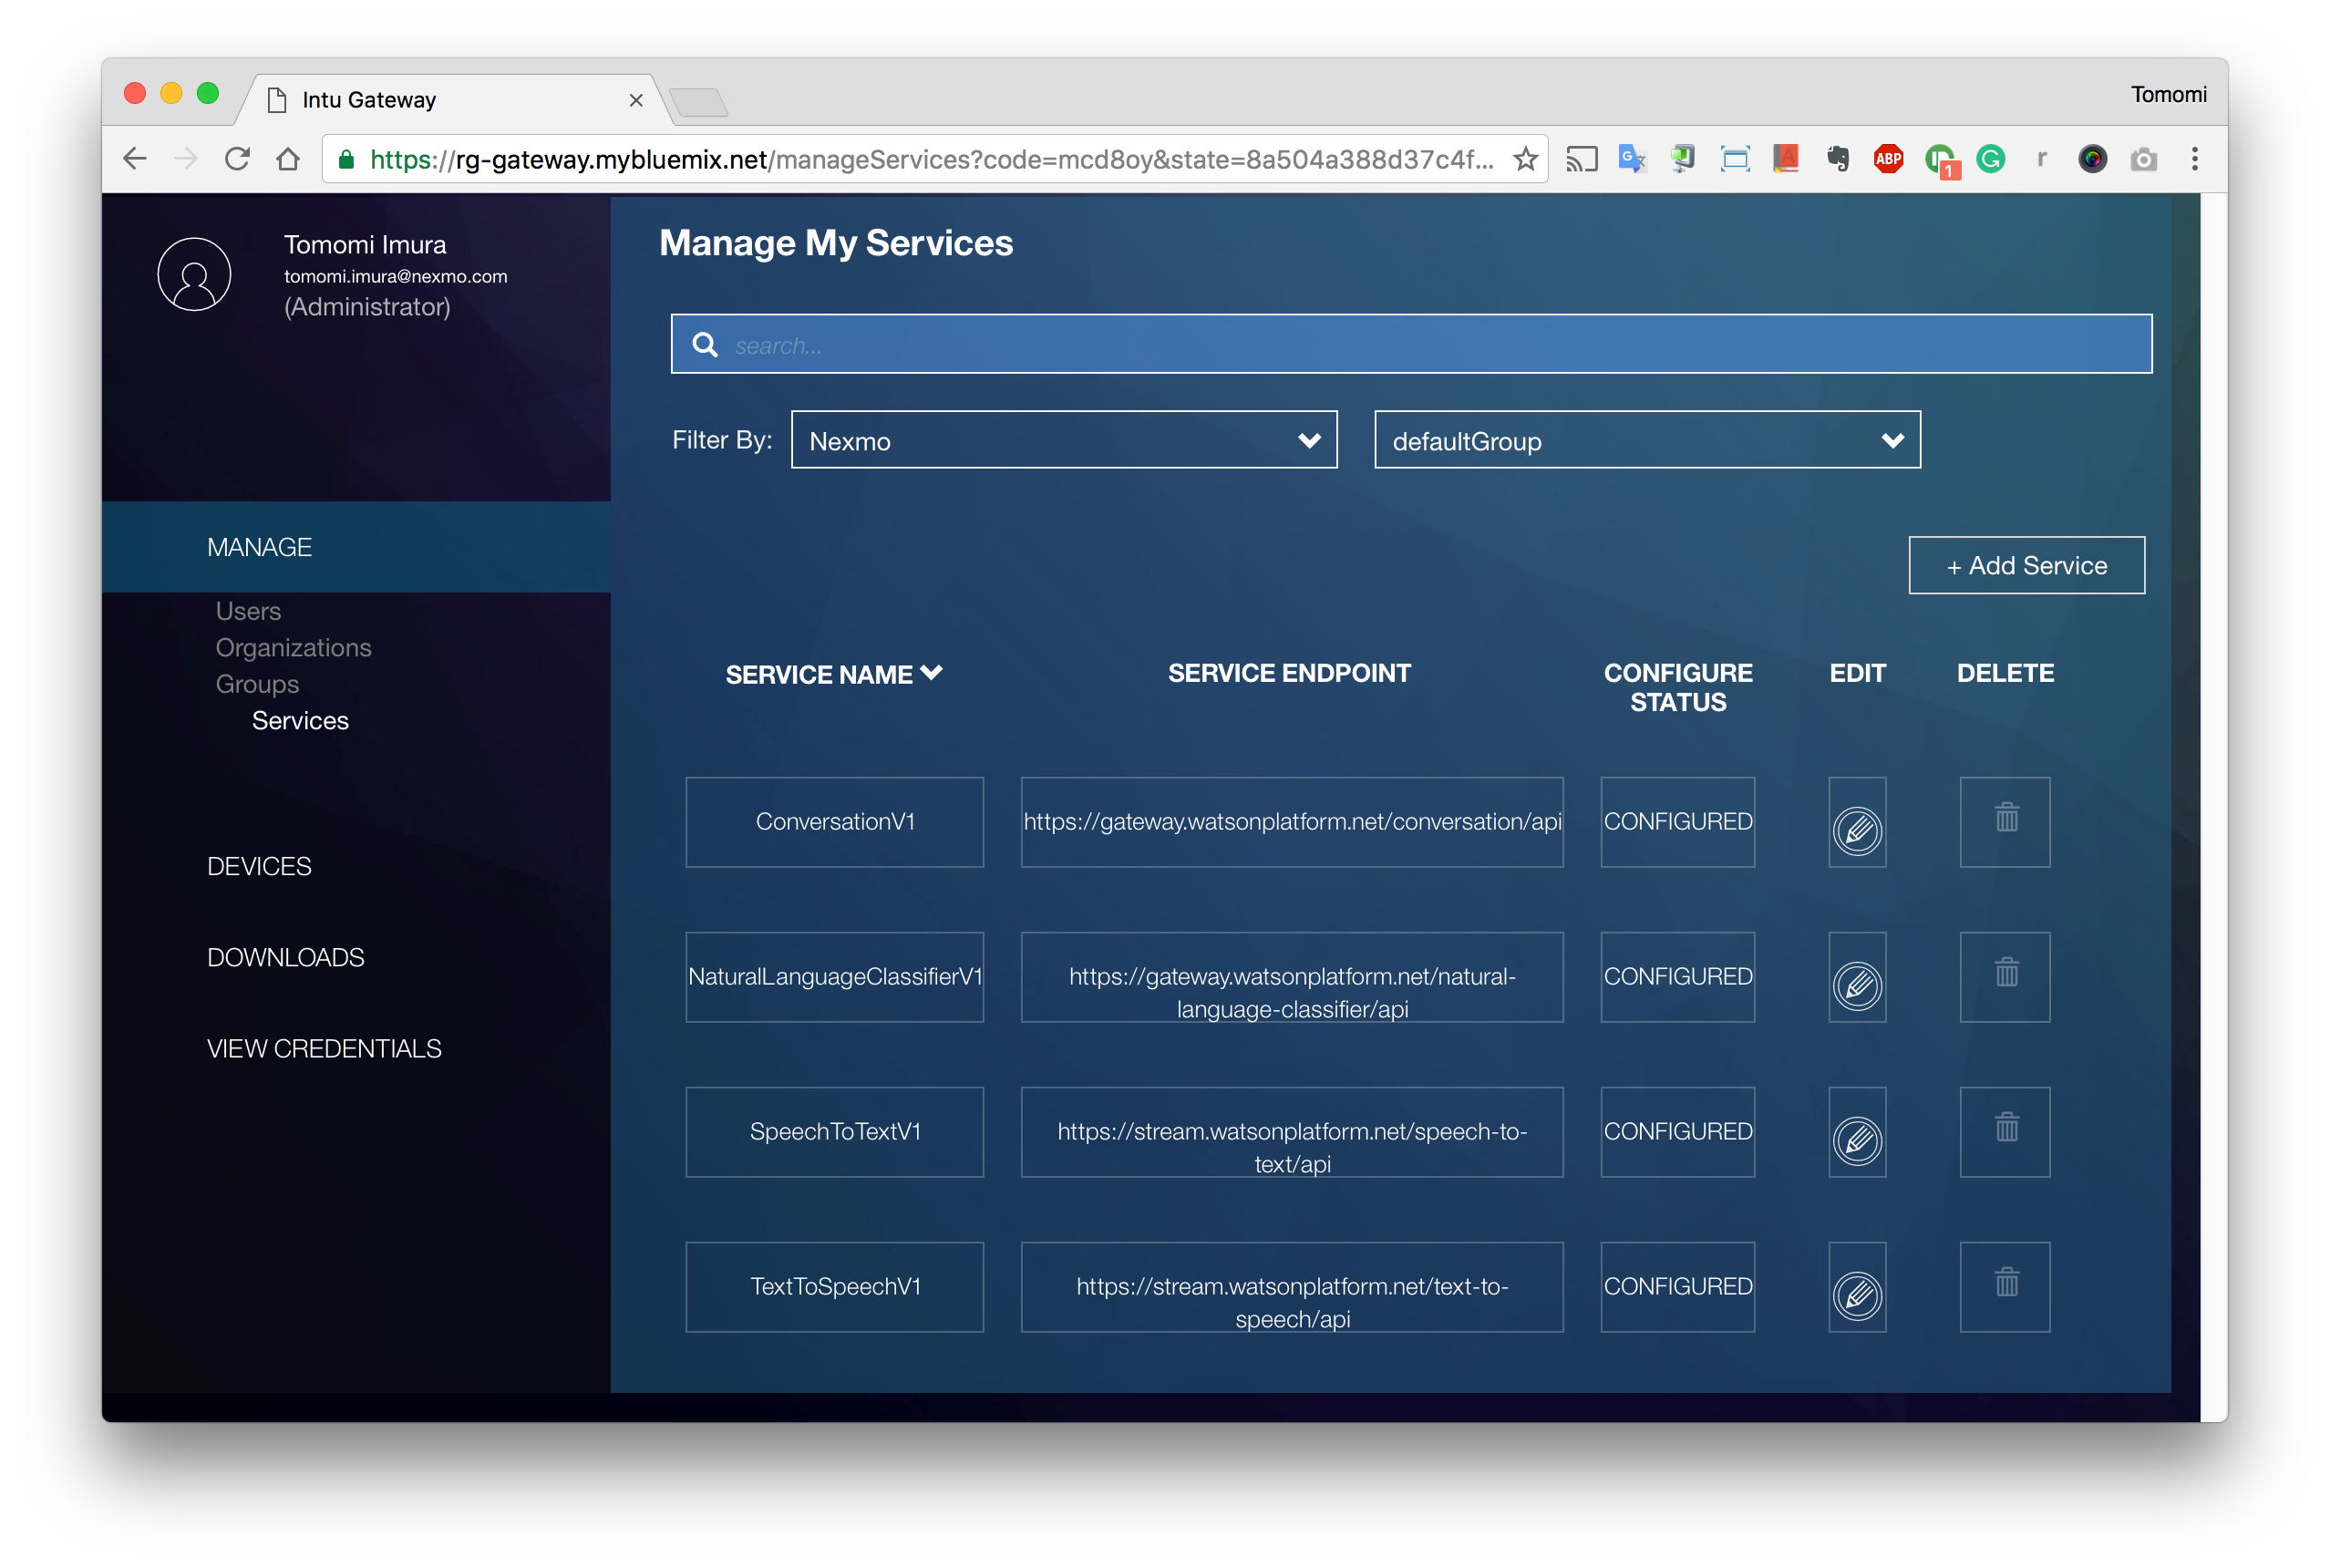 Intu Gateway
Tomomi
https://rg-gateway.mybluemix.net/manageServices?code=mcd8oy&state=8a504a388d37c4f...
ABP
1
r
Tomomi Imura
tomomi.imura@nexmo.com
(Administrator)
MANAGE
Users
Organizations
Groups
Services
DEVICES
DOWNLOADS
VIEW CREDENTIALS
Manage My Services
search...
Filter By: Nexmo defaultGroup
+ Add Service
SERVICE NAME SERVICE ENDPOINT CONFIGURE EDIT DELETE
STATUS
ConversationV1 https://gateway.watsonplatform.net/conversation/api CONFIGURED
NaturalLanguageClassifierV1 https://gateway.watsonplatform.net/natural- CONFIGURED
language-classifier/api
SpeechToTextV1 https://stream.watsonplatform.net/speech-to- CONFIGURED
text/api
TextToSpeechV1 https://stream.watsonplatform.net/text-to- CONFIGURED
speech/api